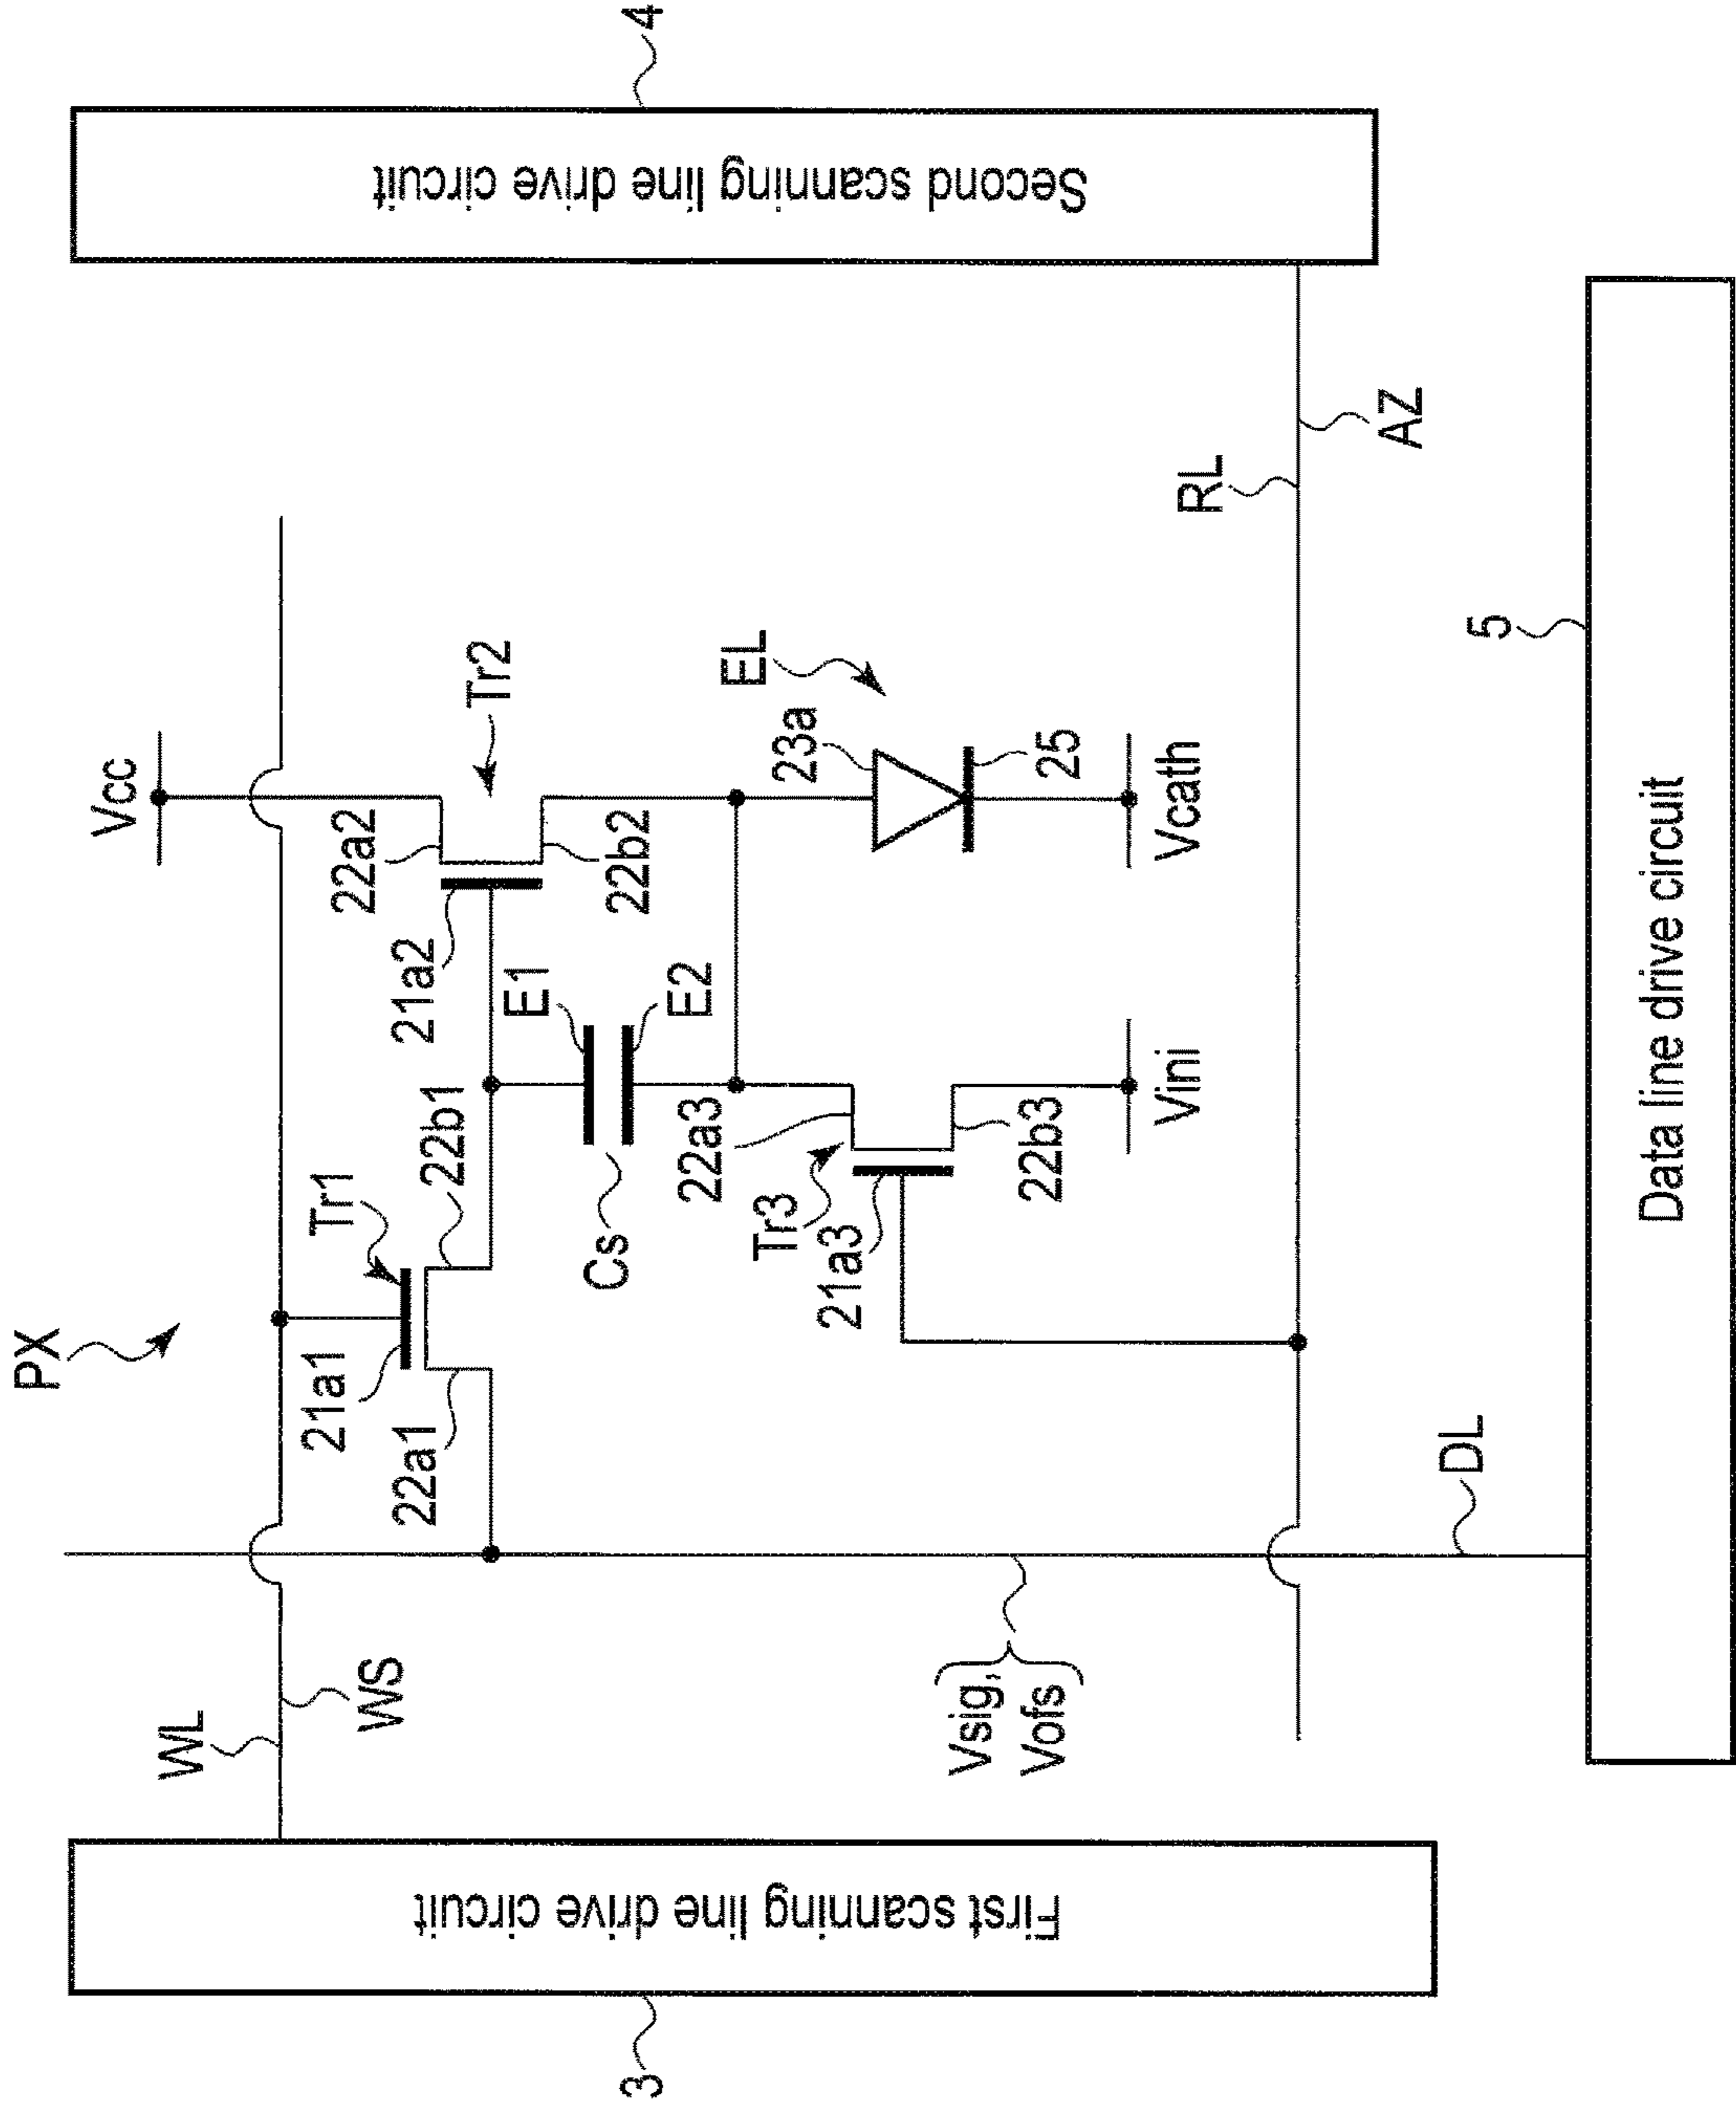 PX
Vcc
WL
WS
21a1
Tr1
22a1
22b1
21a2
22a2
Tr2
E1
Cs
E2
22b2
EL
22a3
Tr3
23a
21a3
22b3
25
Vsig,
Vofs
Vini
Vcath
RL
AZ
DL
5
3
4
First scanning line drive circuit
Second scanning line drive circuit
Data line drive circuit